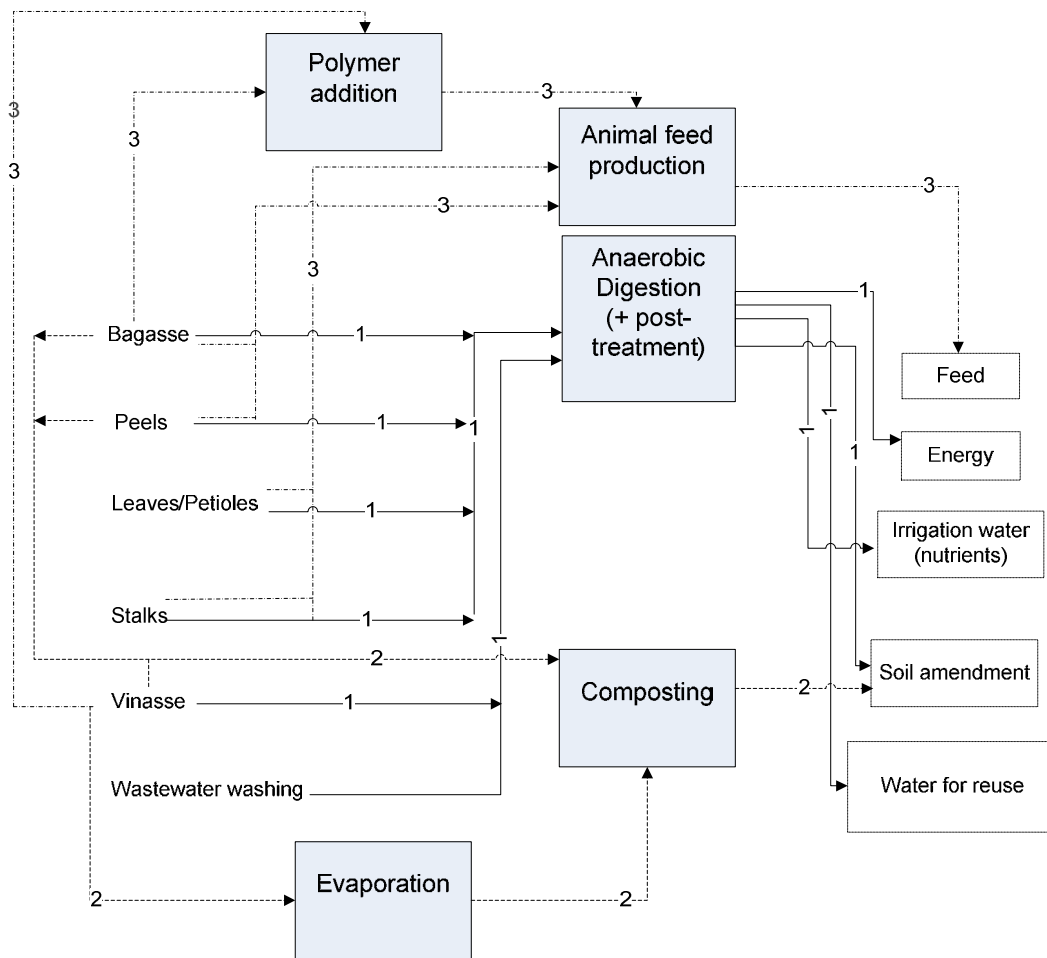 Polymer
addition
3
3
3
3
Animal feed
production
3
3
3
Anaerobic
Digestion
(+ post-
treatment)
1
Bagasse
1
Feed
Peels
1
1
1
1
1
Energy
Leaves/Petioles
1
Irrigation water
(nutrients)
Stalks
1
1
2
Composting
2
Soil amendment
Vinasse
1
Wastewater washing
Water for reuse
Evaporation
2
2